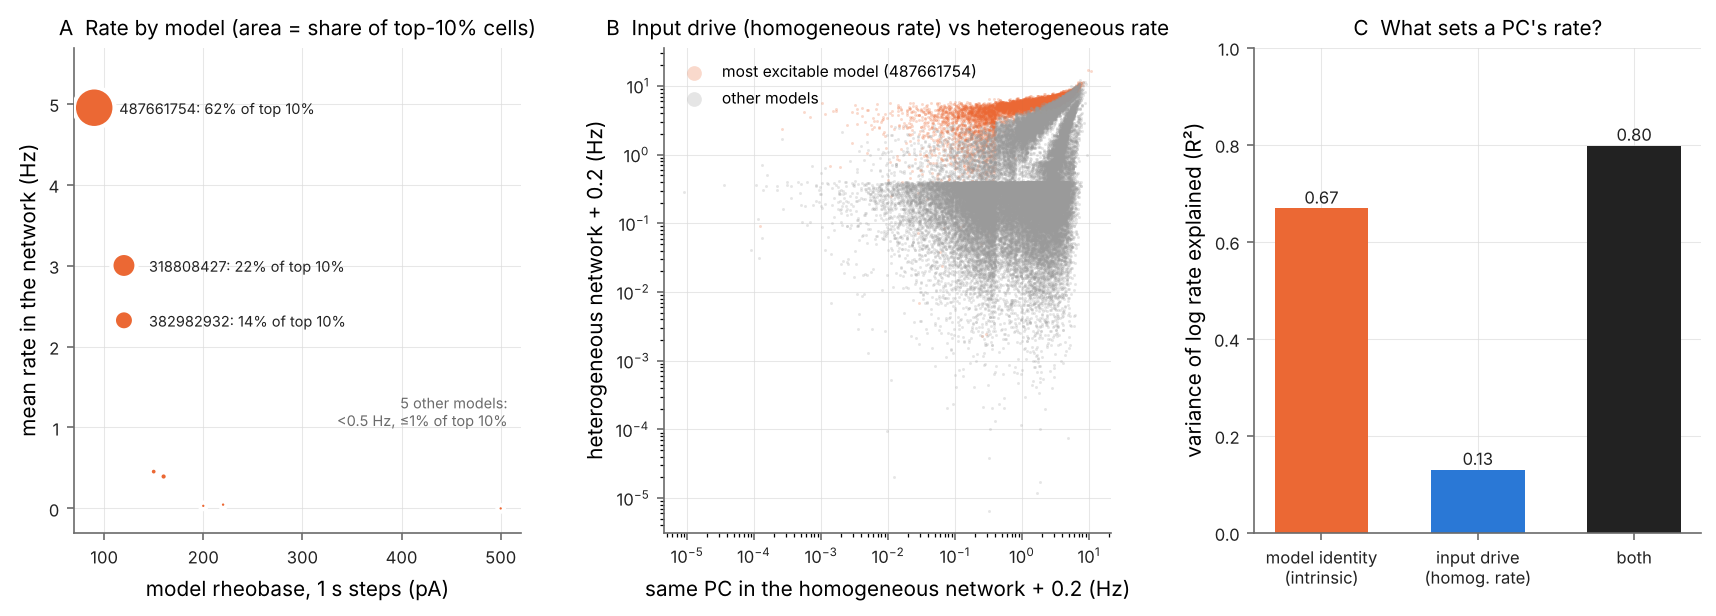 A Rate by model (area = share of top-10% cells)
mean rate in the network (Hz)
5
4
3
2
1
0
487661754: 62% of top 10%
318808427: 22% of top 10%
382982932: 14% of top 10%
5 other models:
<0.5 Hz, ≤1% of top 10%
100 200 300 400 500
model rheobase, 1 s steps (pA)
B Input drive (homogeneous rate) vs heterogeneous rate
heterogeneous network + 0.2 (Hz)
most excitable model (487661754)
other models
10¹
10⁰
10⁻¹
10⁻²
10⁻³
10⁻⁴
10⁻⁵
10⁻⁵ 10⁻⁴ 10⁻³ 10⁻² 10⁻¹ 10⁰ 10¹
same PC in the homogeneous network + 0.2 (Hz)
C What sets a PC's rate?
variance of log rate explained (R²)
1.0
0.8
0.6
0.4
0.2
0.0
0.67
0.13
0.80
model identity
(intrinsic)
input drive
(homog. rate)
both